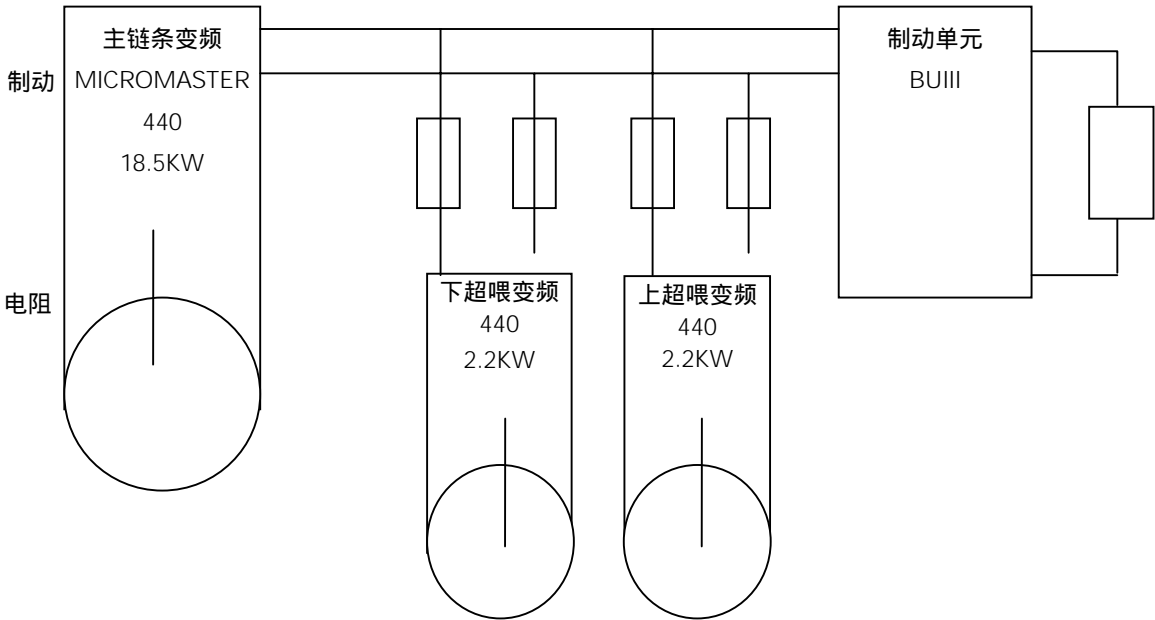 主链条变频
MICROMASTER
440
18.5KW
制动
电阻
下超喂变频
440
2.2KW
上超喂变频
440
2.2KW
制动单元
BUIII